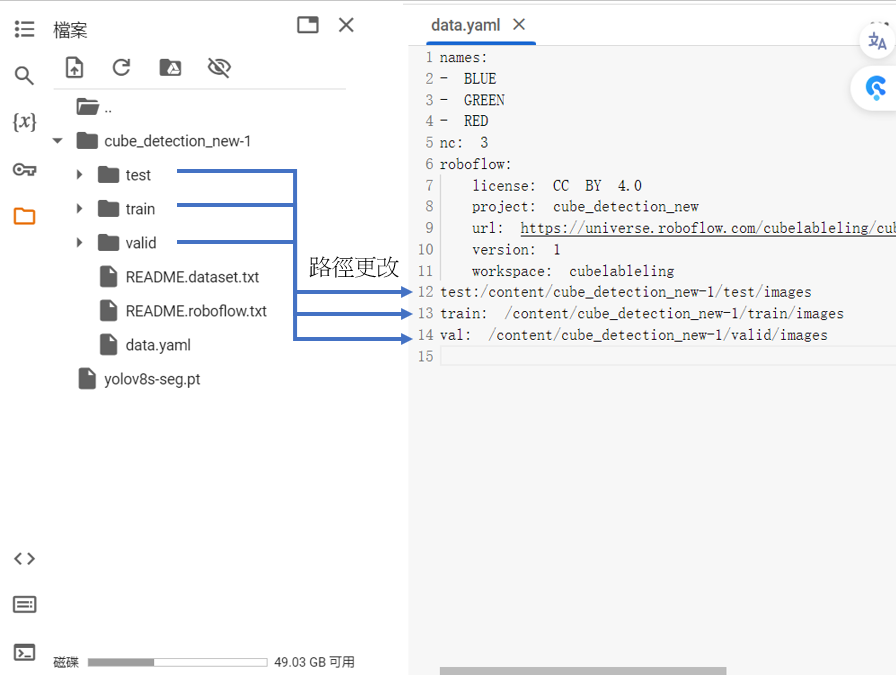 檔案
..
cube_detection_new-1
test
train
valid
README.dataset.txt
README.roboflow.txt
data.yaml
yolov8s-seg.pt
磁碟
49.03 GB 可用
路徑更改
data.yaml
1 names:
2 - BLUE
3 - GREEN
4 - RED
5 nc: 3
6 roboflow:
7 license: CC BY 4.0
8 project: cube_detection_new
9 url: https://universe.roboflow.com/cubelableling/cub
10 version: 1
11 workspace: cubelableling
12 test:/content/cube_detection_new-1/test/images
13 train: /content/cube_detection_new-1/train/images
14 val: /content/cube_detection_new-1/valid/images
15